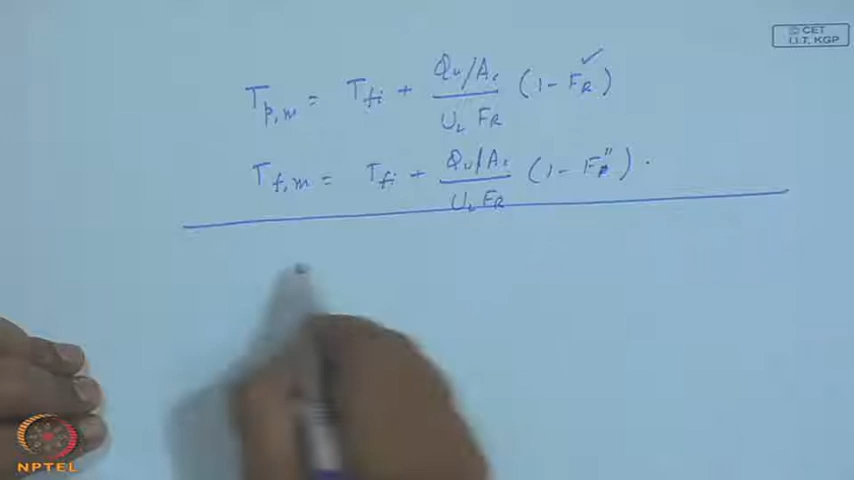 © CET
I.I.T. KGP
T_{p,m} = T_{fi} + \frac{Q_u/A_c}{U_L F_R} (1 - F_R) ✓
T_{f,m} = T_{fi} + \frac{Q_u/A_c}{U_L F_R} (1 - F'') .
NPTEL